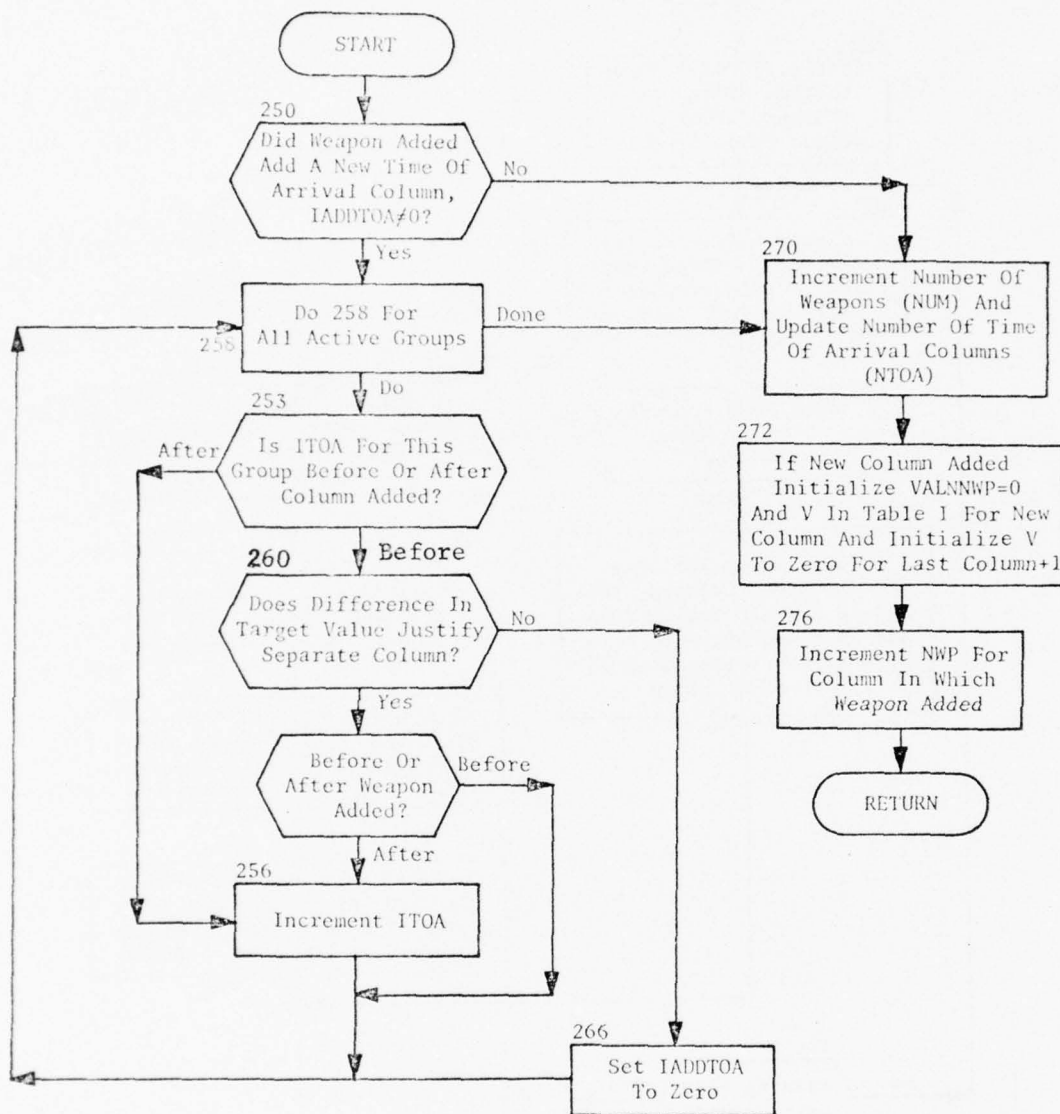 START
250
Did Weapon Added
Add A New Time Of
Arrival Column,
IADDTOA≠0?
No
Yes
270
Increment Number Of
Weapons (NUM) And
Update Number Of Time
Of Arrival Columns
(NTOA)
Do 258 For
All Active Groups
Done
258
Do
253
Is ITOA For This
Group Before Or After
Column Added?
After
Before
272
If New Column Added
Initialize VALNNWP=0
And V In Table I For New
Column And Initialize V
To Zero For Last Column+1
260
Does Difference In
Target Value Justify
Separate Column?
No
Yes
276
Increment NWP For
Column In Which
Weapon Added
Before Or
After Weapon
Added?
Before
After
RETURN
256
Increment ITOA
266
Set IADDTOA
To Zero